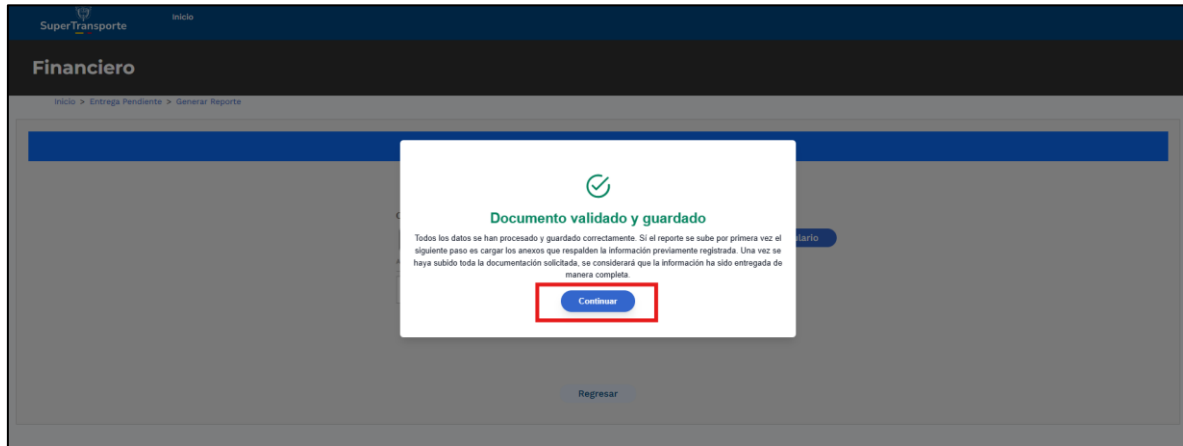 SuperTransporte
Inicio
Financiero
Inicio > Entrega Pendiente > Generar Reporte
Documento validado y guardado
Todos los datos se han procesado y guardado correctamente. Si el reporte se sube por primera vez el
siguiente paso es cargar los anexos que respalden la información previamente registrada. Una vez se
haya subido toda la documentación solicitada, se considerará que la información ha sido entregada de
manera completa.
Continuar
Regresar